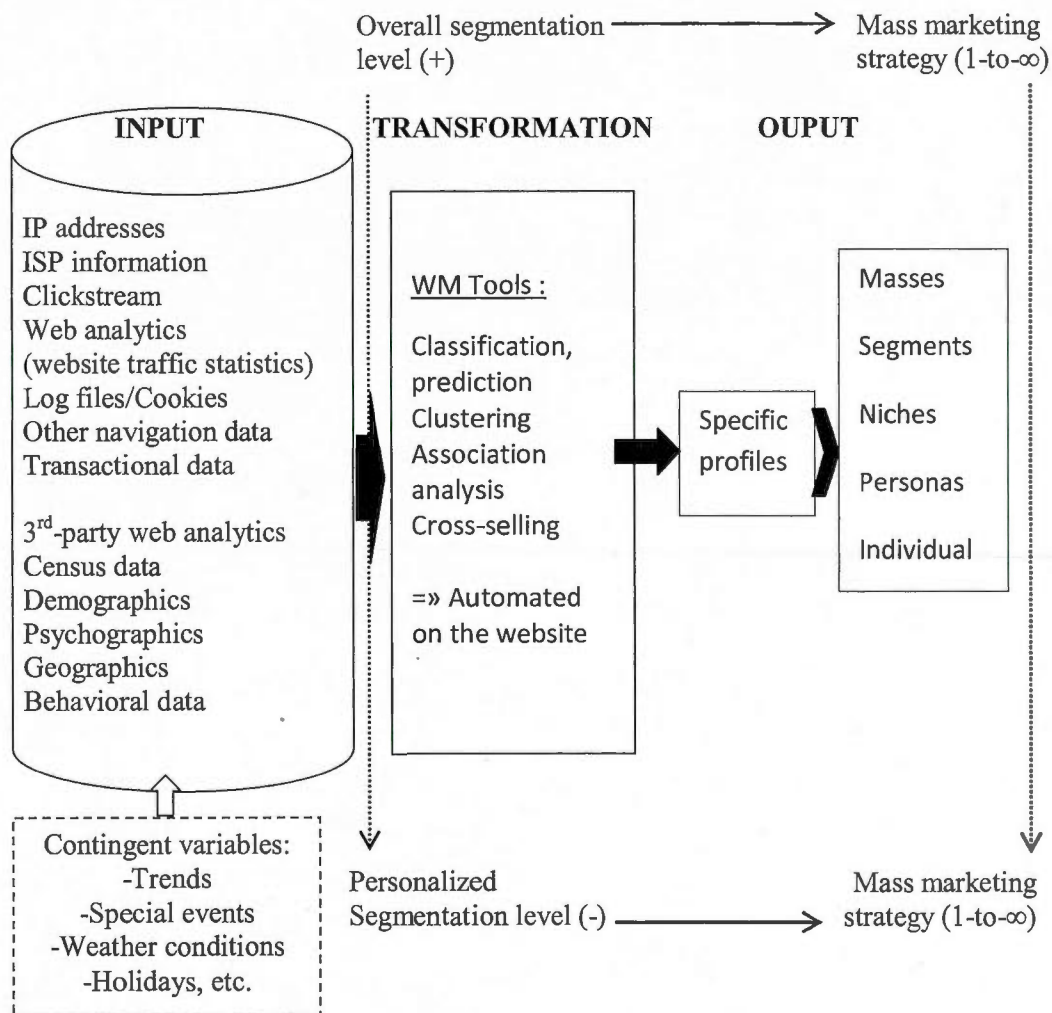 Overall segmentation
level (+)
Mass marketing
strategy (1-to-∞)
INPUT
TRANSFORMATION
OUPUT
IP addresses
ISP information
Clickstream
Web analytics
(website traffic statistics)
Log files/Cookies
Other navigation data
Transactional data
3rd-party web analytics
Census data
Demographics
Psychographics
Geographics
Behavioral data
WM Tools :
Classification,
prediction
Clustering
Association
analysis
Cross-selling
=» Automated
on the website
Specific
profiles
Masses
Segments
Niches
Personas
Individual
Contingent variables:
-Trends
-Special events
-Weather conditions
-Holidays, etc.
Personalized
Segmentation level (-)
Mass marketing
strategy (1-to-∞)